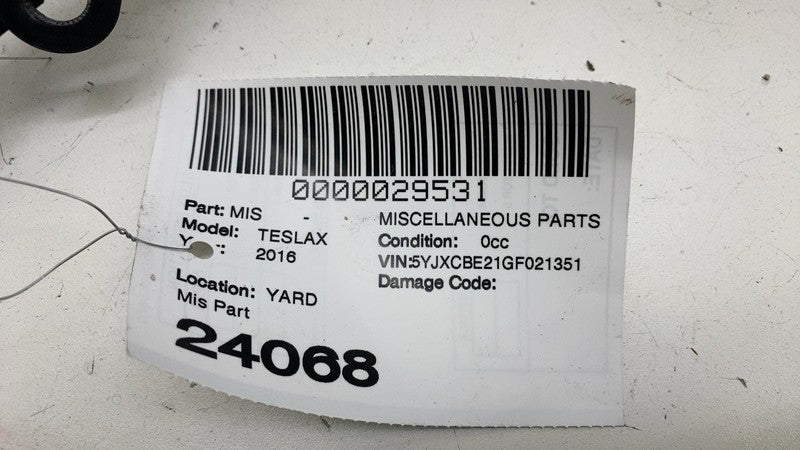 0000029531
Part: MIS - - MISCELLANEOUS PARTS
Model: TESLAX Condition: 0cc
2016 VIN:5YJXCBE21GF021351
Damage Code:
Location: YARD
Mis Part
24068